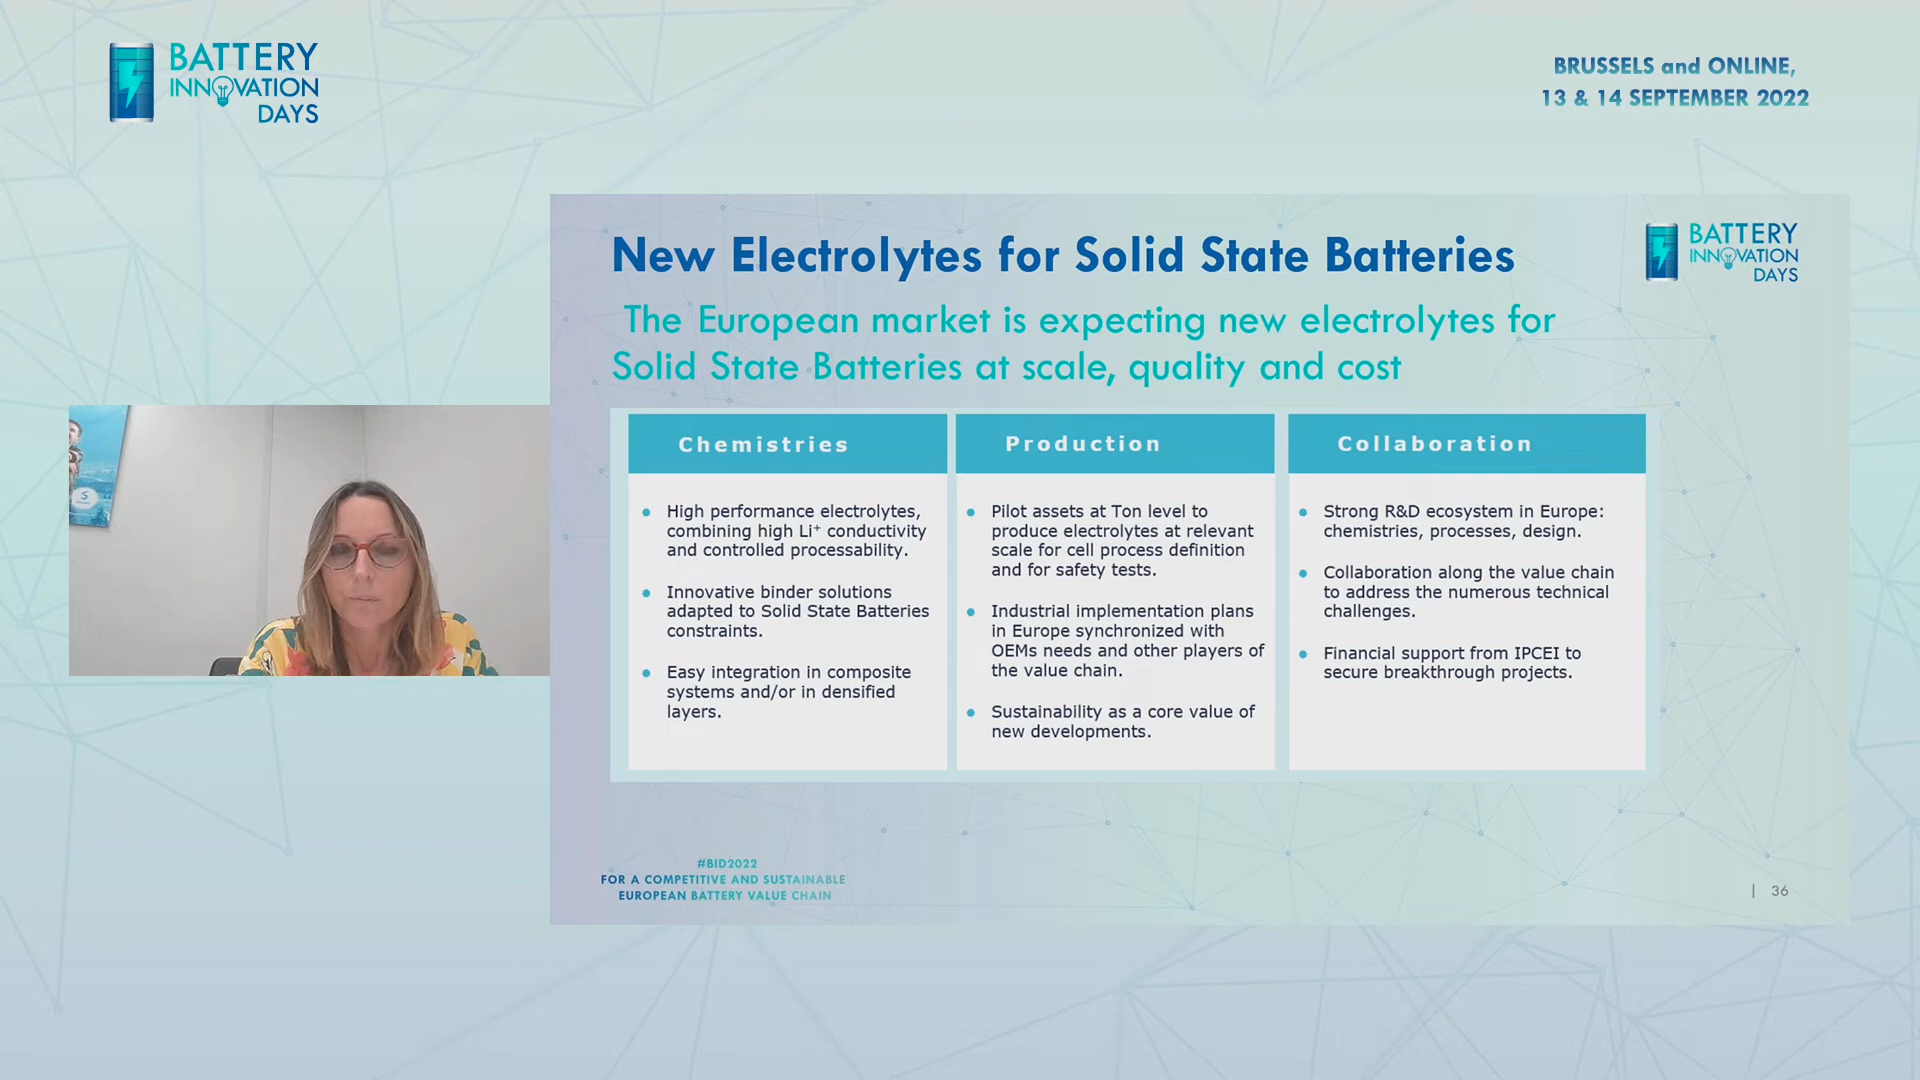 BATTERY
INNOVATION
DAYS
BRUSSELS and ONLINE,
13 & 14 SEPTEMBER 2022
New Electrolytes for Solid State Batteries
BATTERY
INNOVATION
DAYS
The European market is expecting new electrolytes for
Solid State Batteries at scale, quality and cost
Chemistries
• High performance electrolytes,
combining high Li⁺ conductivity
and controlled processability.
• Innovative binder solutions
adapted to Solid State Batteries
constraints.
• Easy integration in composite
systems and/or in densified
layers.
Production
• Pilot assets at Ton level to
produce electrolytes at relevant
scale for cell process definition
and for safety tests.
• Industrial implementation plans
in Europe synchronized with
OEMs needs and other players of
the value chain.
• Sustainability as a core value of
new developments.
Collaboration
• Strong R&D ecosystem in Europe:
chemistries, processes, design.
• Collaboration along the value chain
to address the numerous technical
challenges.
• Financial support from IPCEI to
secure breakthrough projects.
#BID2022
FOR A COMPETITIVE AND SUSTAINABLE
EUROPEAN BATTERY VALUE CHAIN
| 36